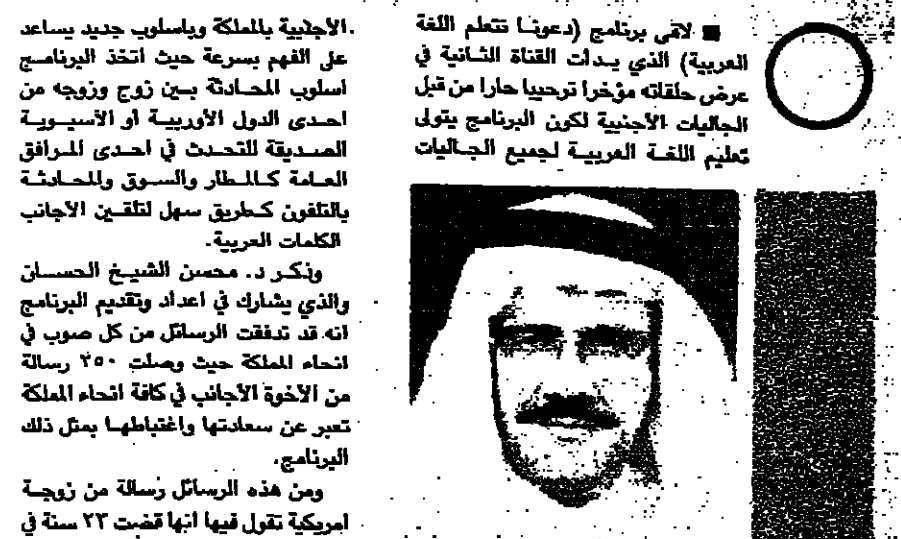 ■ لاقى برنامج (دعونا نتعلم اللغة
العربية) الذي بدأت القناة الثانية في
عرض حلقاته مؤخرا ترحيبا حارا من قبل
الجاليات الأجنبية لكون البرنامج يتولى
تعليم اللغة العربية لجميع الجاليات
الأجنبية بالملكة وباسلوب جديد يساعد
على الفهم بسرعة حيث اتخذ البرنامج
اسلوب المحادثة بين زوج وزوجه من
احدى الدول الأوربية أو الآسيوية
الصديقة للتحدث في احدى المرافق
العامة كالمطار والسوق والمحادثة
بالتلفون كطريق سهل لتلقين الأجانب
الكلمات العربية.
وذكر د. محسن الشيخ الحسان
والذي يشارك في اعداد وتقديم البرنامج
انه قد تدفقت الرسائل من كل صوب في
انحاء المملكة حيث وصلت ٢٥٠ رسالة
من الأخوة الأجانب في كافة انحاء المملكة
تعبر عن سعادتها واغتباطها بمثل ذلك
البرنامج.
ومن هذه الرسائل رسالة من زوجة
امريكية تقول فيها انها قضت ٢٣ سنة في